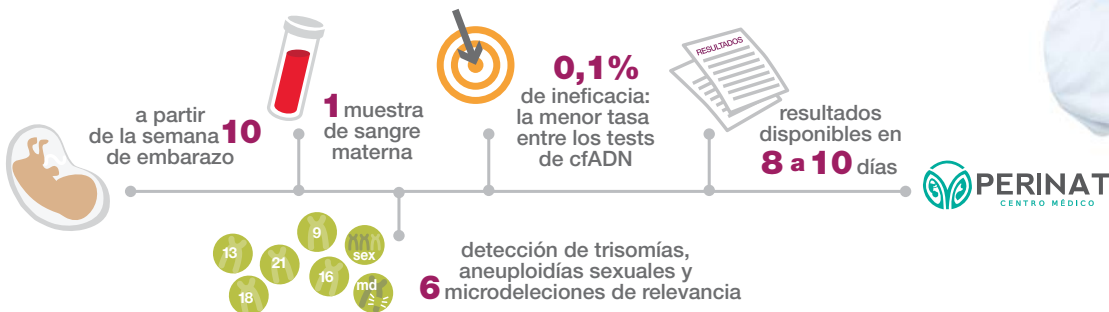 a partir
de la semana 10
de embarazo
1 muestra
de sangre
materna
0,1%
de ineficacia:
la menor tasa
entre los tests
de cfADN
RESULTADOS
resultados
disponibles en
8 a 10 días
PERINAT
CENTRO MÉDICO
13
18
21
9
16
sex
md
detección de trisomías,
aneuploidías sexuales y
6 microdeleciones de relevancia